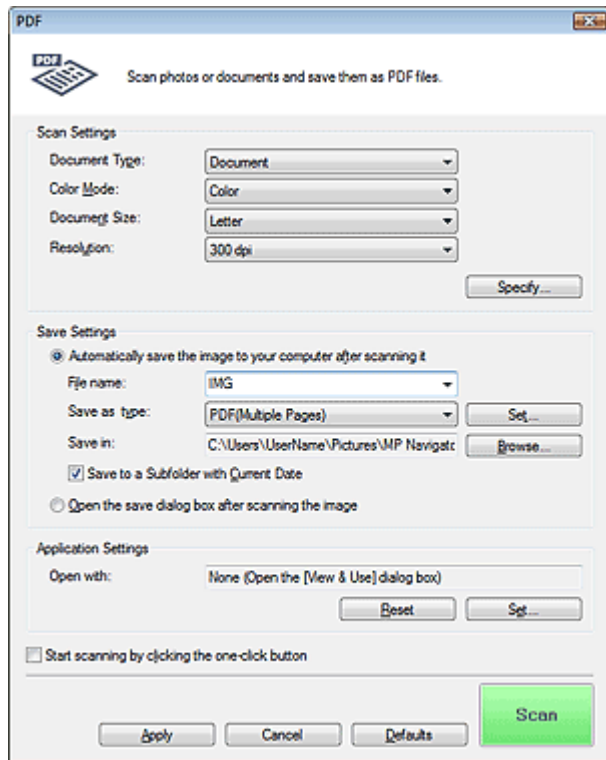 PDF
PDF
Scan photos or documents and save them as PDF files.
Scan Settings
Document Type: Document
Color Mode: Color
Document Size: Letter
Resolution: 300 dpi
Specify...
Save Settings
Automatically save the image to your computer after scanning it
File name: IMG
Save as type: PDF(Multiple Pages) Set...
Save in: C:\Users\UserName\Pictures\MP Navigato Browse...
Save to a Subfolder with Current Date
Open the save dialog box after scanning the image
Application Settings
Open with: None (Open the [View & Use] dialog box)
Reset Set...
Start scanning by clicking the one-click button
Scan
Apply Cancel Defaults